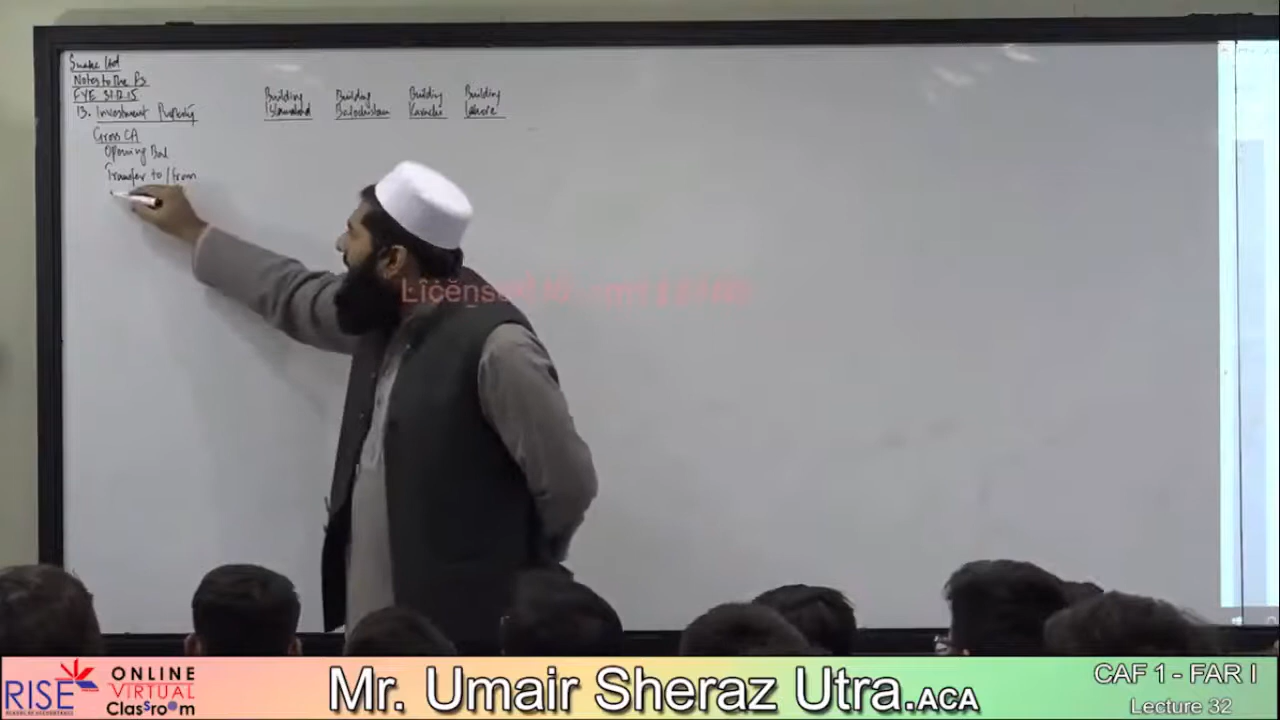 Notes to the Fs
FYE 31.12.15
13. Investment Property
Building Islamabad
Building Balochistan
Building Karachi
Building Lahore
Gross CA
Opening Bal
Transfer to / from
RISE
ONLINE
VIRTUAL
Classroom
Mr. Umair Sheraz Utra.ACA
CAF 1 - FAR I
Lecture 32